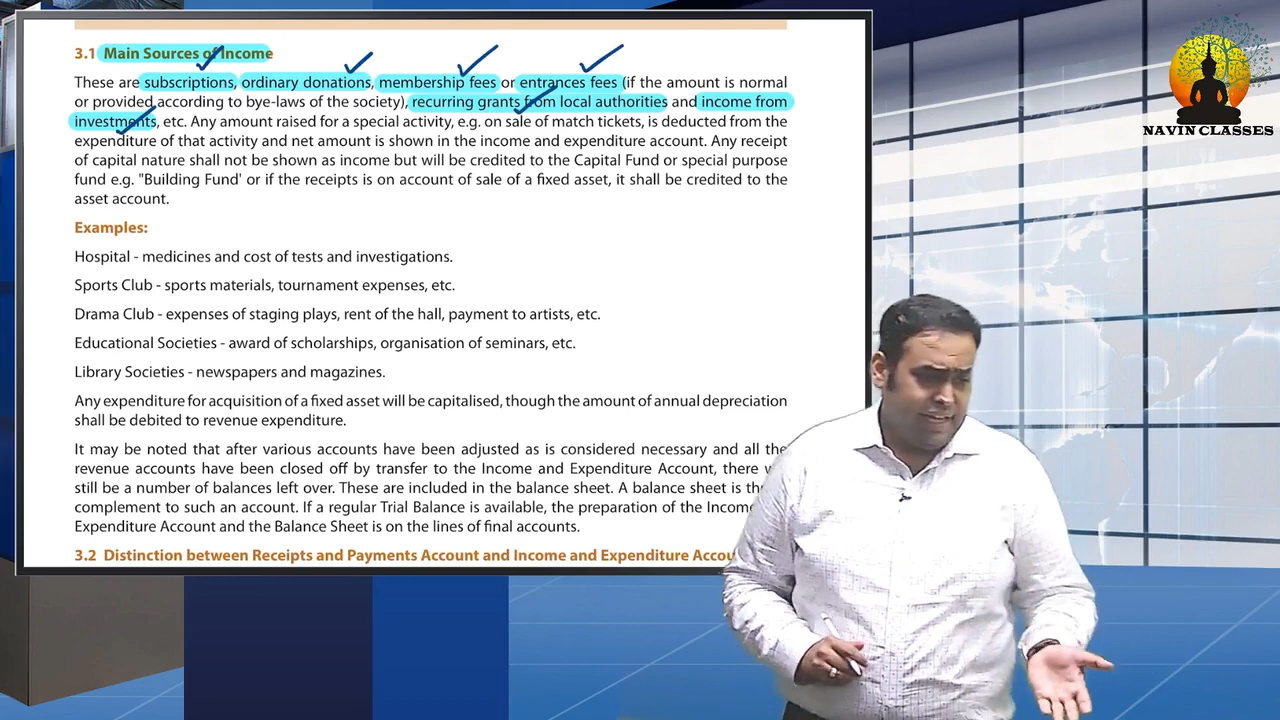 3.1 Main Sources of Income
These are subscriptions, ordinary donations, membership fees or entrances fees (if the amount is normal
or provided according to bye-laws of the society), recurring grants from local authorities and income from
investments, etc. Any amount raised for a special activity, e.g. on sale of match tickets, is deducted from the
expenditure of that activity and net amount is shown in the income and expenditure account. Any receipt
of capital nature shall not be shown as income but will be credited to the Capital Fund or special purpose
fund e.g. "Building Fund' or if the receipts is on account of sale of a fixed asset, it shall be credited to the
asset account.
Examples:
Hospital - medicines and cost of tests and investigations.
Sports Club - sports materials, tournament expenses, etc.
Drama Club - expenses of staging plays, rent of the hall, payment to artists, etc.
Educational Societies - award of scholarships, organisation of seminars, etc.
Library Societies - newspapers and magazines.
Any expenditure for acquisition of a fixed asset will be capitalised, though the amount of annual depreciation
shall be debited to revenue expenditure.
It may be noted that after various accounts have been adjusted as is considered necessary and all the
revenue accounts have been closed off by transfer to the Income and Expenditure Account, there
still be a number of balances left over. These are included in the balance sheet. A balance sheet is
complement to such an account. If a regular Trial Balance is available, the preparation of the
Expenditure Account and the Balance Sheet is on the lines of final accounts.
3.2 Distinction between Receipts and Payments Account and Income and Expenditure
NAVIN CLASSES